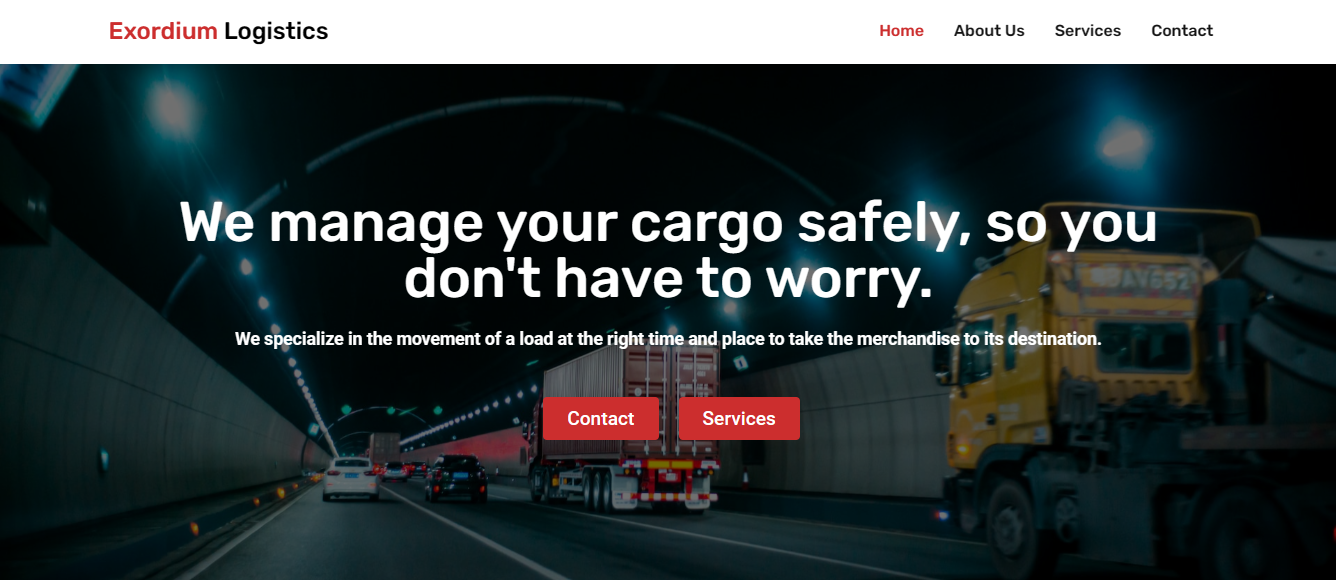 Exordium Logistics
Home About Us Services Contact
We manage your cargo safely, so you
don't have to worry.
We specialize in the movement of a load at the right time and place to take the merchandise to its destination.
Contact Services